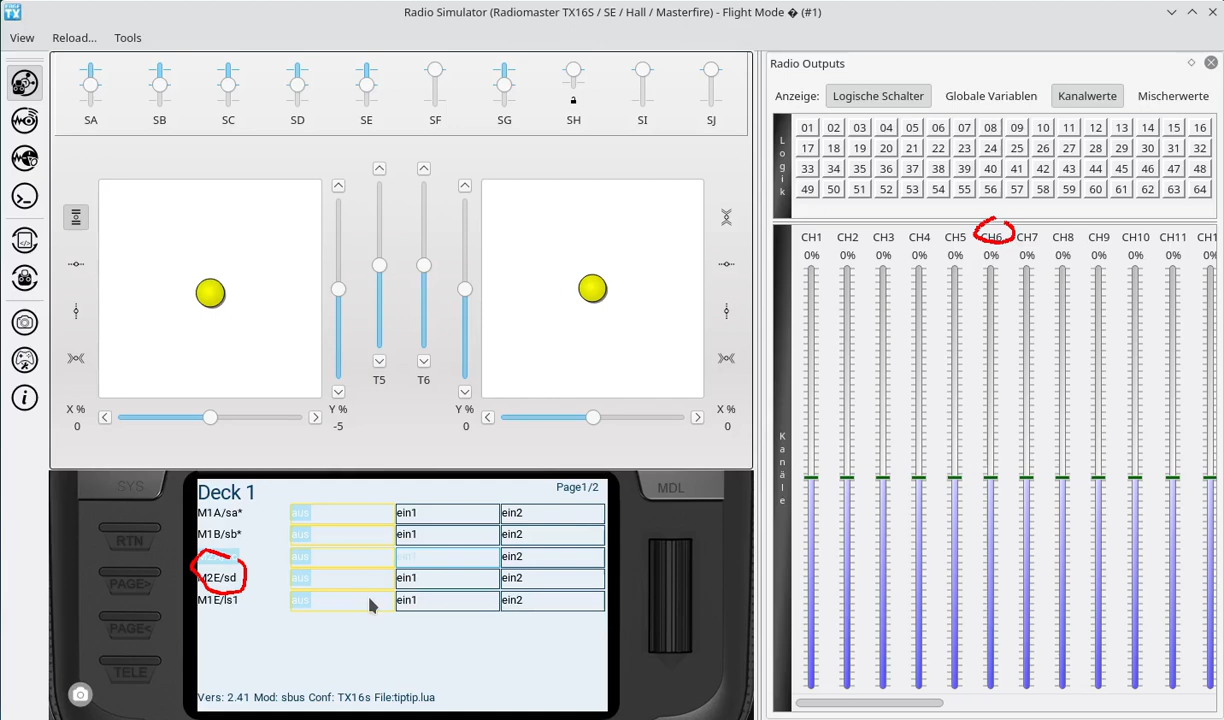 Radio Simulator (Radiomaster TX16S / SE / Hall / Masterfire) - Flight Mode � (#1)
View Reload... Tools
SA SB SC SD SE SF SG SH SI SJ
T5 T6
X %
0
Y %
-5
Y %
0
X %
0
SYS
RTN
PAGE>
PAGE<
TELE
MDL
Deck 1 Page1/2
M1A/sa* aus ein1 ein2
M1B/sb* aus ein1 ein2
aus ein1 ein2
M2E/sd aus ein1 ein2
M1E/ls1 aus ein1 ein2
Vers: 2.41 Mod: sbus Conf: TX16s File:tiptip.lua
Radio Outputs
Anzeige: Logische Schalter Globale Variablen Kanalwerte Mischerwerte
Logik
01 02 03 04 05 06 07 08 09 10 11 12 13 14 15 16
17 18 19 20 21 22 23 24 25 26 27 28 29 30 31 32
33 34 35 36 37 38 39 40 41 42 43 44 45 46 47 48
49 50 51 52 53 54 55 56 57 58 59 60 61 62 63 64
Kanäle
CH1 CH2 CH3 CH4 CH5 CH6 CH7 CH8 CH9 CH10 CH11 CH1
0% 0% 0% 0% 0% 0% 0% 0% 0% 0% 0% 0%